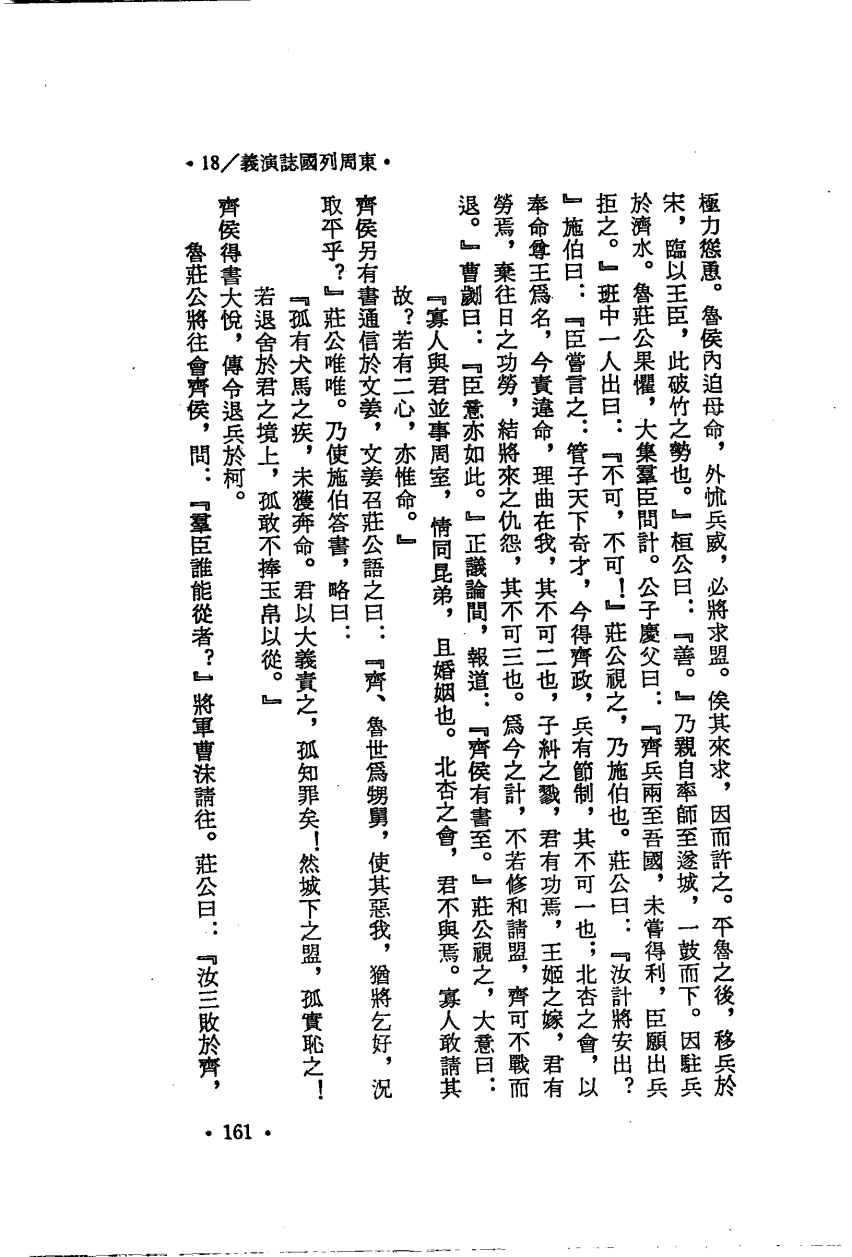 ·東周列國誌演義／18·
極力慫恿。魯侯內迫母命，外怵兵威，必將求盟。俟其來求，因而許之。平魯之後，移兵於
宋，臨以王臣，此破竹之勢也。』桓公曰：『善。』乃親自率師至遂城，一鼓而下。因駐兵
於濟水。魯莊公果懼，大集羣臣問計。公子慶父曰：『齊兵兩至吾國，未嘗得利，臣願出兵
拒之。』班中一人出曰：『不可，不可！』莊公視之，乃施伯也。莊公曰：『汝計將安出？
』施伯曰：『臣嘗言之：管子天下奇才，今得齊政，兵有節制，其不可一也；北杏之會，以
奉命尊王爲名，今責違命，理曲在我，其不可二也，子糾之戮，君有功焉，王姬之嫁，君有
勞焉，棄往日之功勞，結將來之仇怨，其不可三也。爲今之計，不若修和請盟，齊可不戰而
退。』曹劌曰：『臣意亦如此。』正議論間，報道：『齊侯有書至。』莊公視之，大意曰：
『寡人與君並事周室，情同昆弟，且婚姻也。北杏之會，君不與焉。寡人敢請其
故？若有二心，亦惟命。』
齊侯另有書通信於文姜，文姜召莊公語之曰：『齊、魯世爲甥舅，使其惡我，猶將乞好，況
取平乎？』莊公唯唯。乃使施伯答書，略曰：
『孤有犬馬之疾，未獲奔命。君以大義責之，孤知罪矣！然城下之盟，孤實恥之！
若退舍於君之境上，孤敢不捧玉帛以從。』
齊侯得書大悅，傳令退兵於柯。
魯莊公將往會齊侯，問：『羣臣誰能從者？』將軍曹沫請往。莊公曰：『汝三敗於齊，
·161·